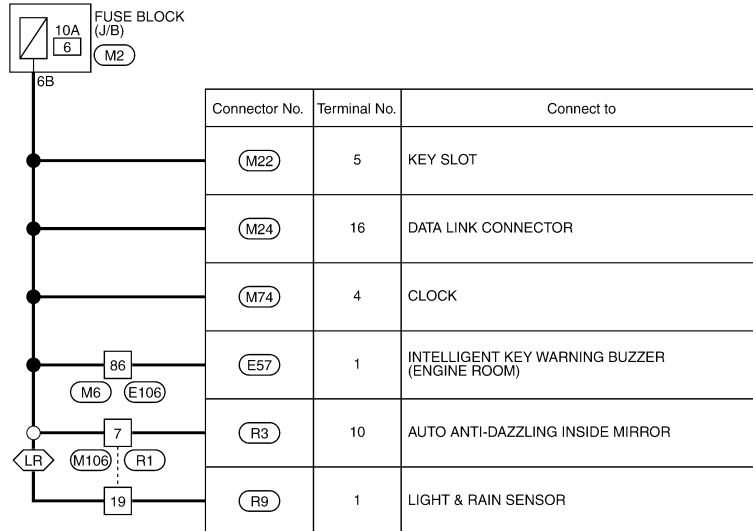 FUSE BLOCK
(J/B)
10A
6
M2
6B
Connector No. Terminal No. Connect to
M22 5 KEY SLOT
M24 16 DATA LINK CONNECTOR
M74 4 CLOCK
86 E57 1 INTELLIGENT KEY WARNING BUZZER
(ENGINE ROOM)
M6 E106
7 R3 10 AUTO ANTI-DAZZLING INSIDE MIRROR
LR M106 R1
19 R9 1 LIGHT & RAIN SENSOR